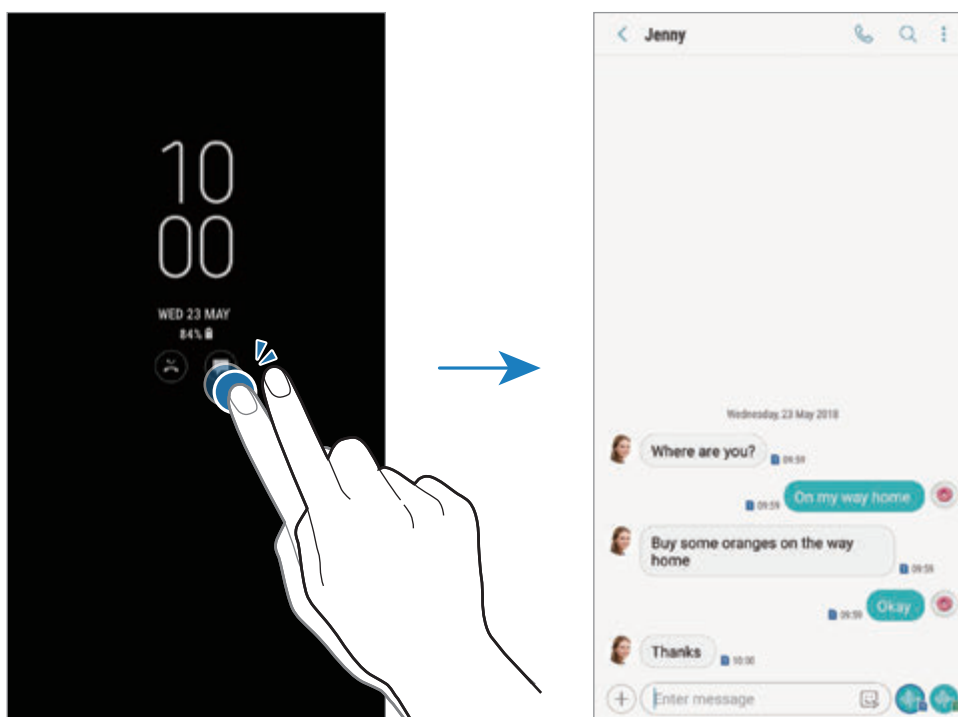 10
00
WED 23 MAY
84%
Jenny
Wednesday, 23 May 2018
Where are you?
09:59
On my way home
09:59
Buy some oranges on the way
home
09:59
Okay
09:59
Thanks
10:00
Enter message